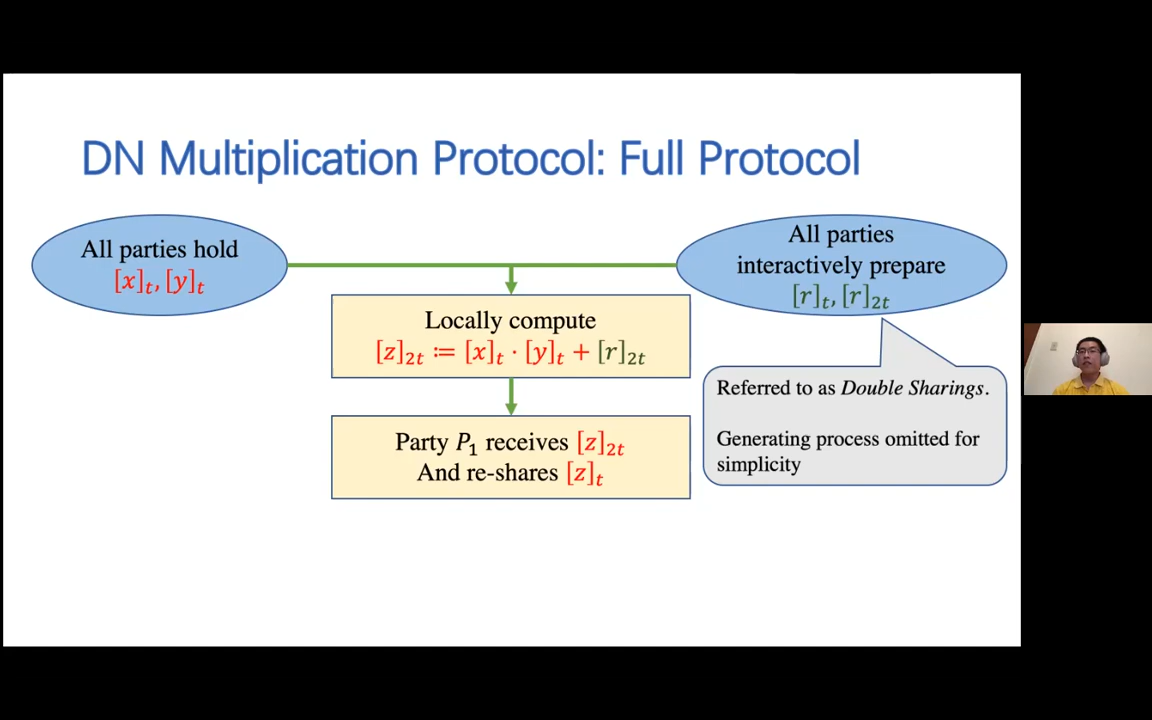 DN Multiplication Protocol: Full Protocol
All parties hold
[x]ₜ, [y]ₜ
All parties
interactively prepare
[r]ₜ, [r]₂ₜ
Locally compute
[z]₂ₜ ≔ [x]ₜ · [y]ₜ + [r]₂ₜ
Referred to as Double Sharings.
Generating process omitted for
simplicity
Party P₁ receives [z]₂ₜ
And re-shares [z]ₜ